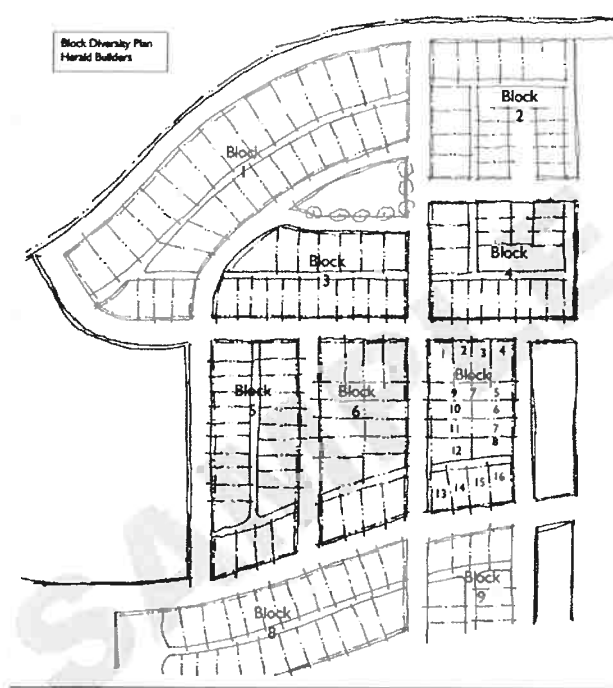 Block Diversity Plan
Herald Builders
Block
1
Block
2
Block
3
Block
4
Block
5
Block
6
1 2 3 4
Block
9 7 5
10 6
11 7
8
12
13 14 15 16
Block
8
Block
9
SAMPLE